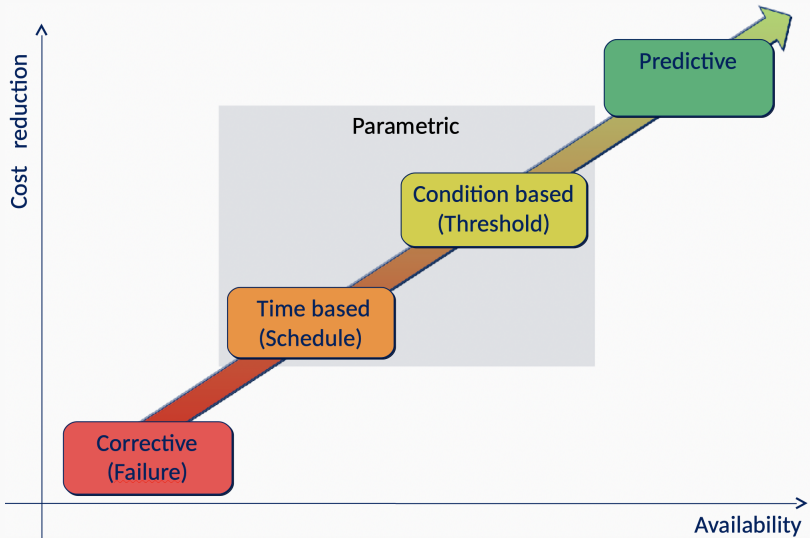 Cost reduction
Predictive
Parametric
Condition based
(Threshold)
Time based
(Schedule)
Corrective
(Failure)
Availability